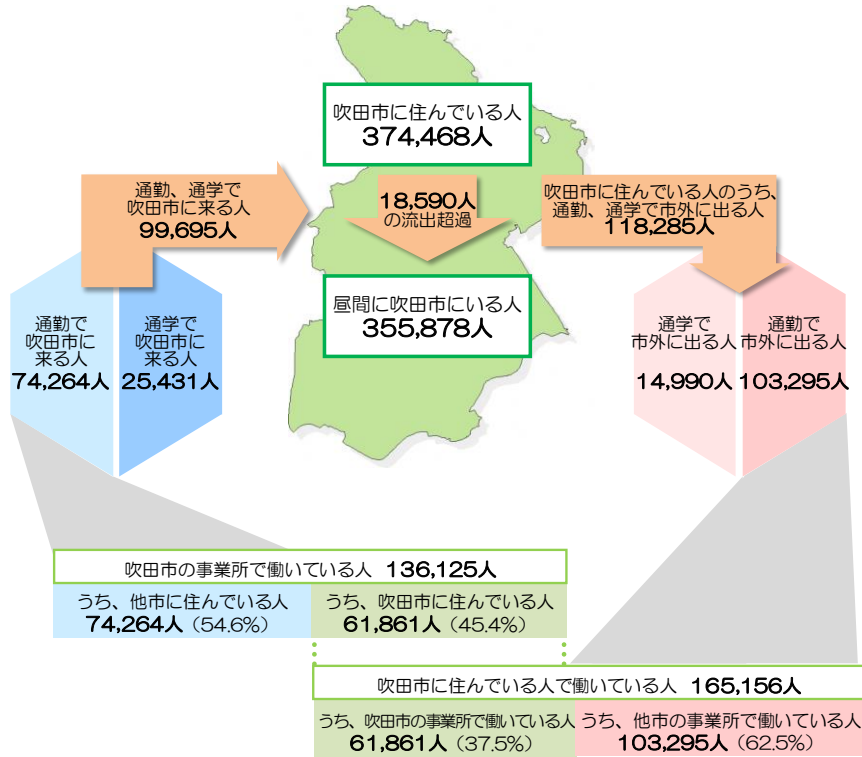 吹田市に住んでいる人
374,468人
通勤、通学で
吹田市に来る人
99,695人
18,590人
の流出超過
吹田市に住んでいる人のうち、
通勤、通学で市外に出る人
118,285人
昼間に吹田市にいる人
355,878人
通勤で
吹田市に
来る人
74,264人
通学で
吹田市に
来る人
25,431人
通学で
市外に出る人
14,990人
通勤で
市外に出る人
103,295人
吹田市の事業所で働いている人 136,125人
うち、他市に住んでいる人
74,264人（54.6%）
うち、吹田市に住んでいる人
61,861人（45.4%）
吹田市に住んでいる人で働いている人 165,156人
うち、吹田市の事業所で働いている人
61,861人（37.5%）
うち、他市の事業所で働いている人
103,295人（62.5%）